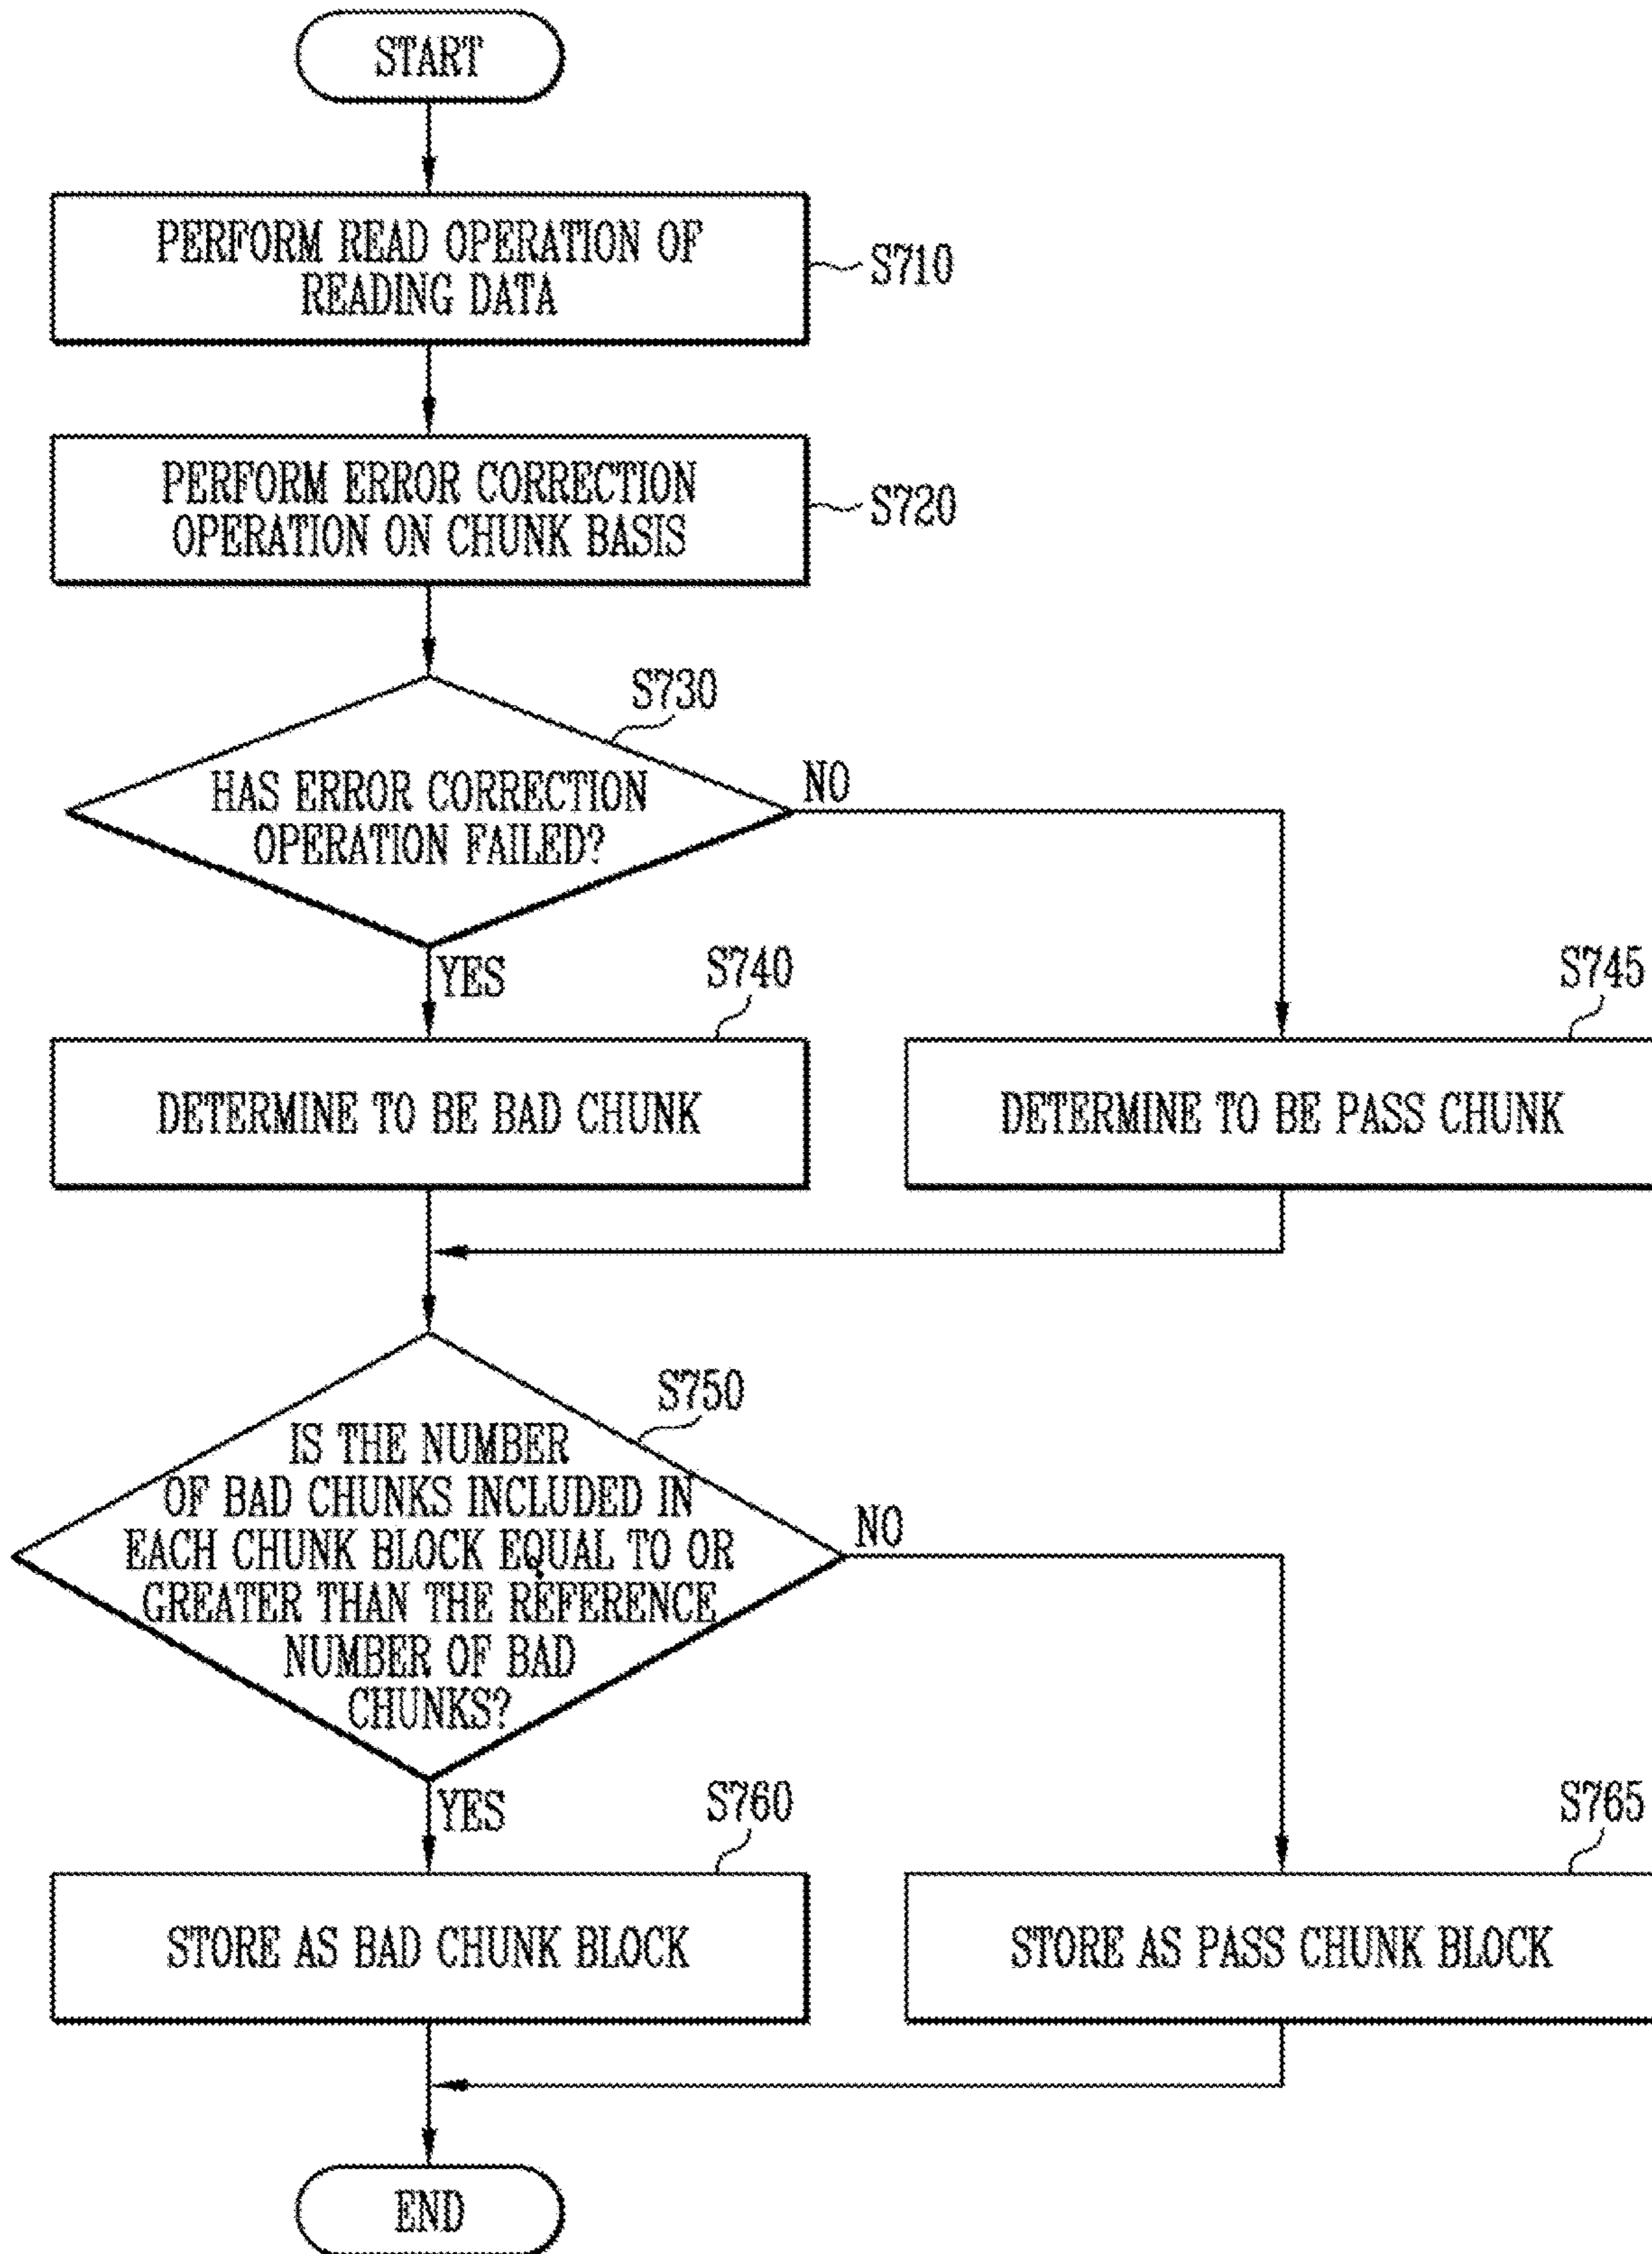 START
PERFORM READ OPERATION OF
READING DATA
S710
PERFORM ERROR CORRECTION
OPERATION ON CHUNK BASIS
S720
S730
HAS ERROR CORRECTION
OPERATION FAILED?
NO
YES
S740
S745
DETERMINE TO BE BAD CHUNK
DETERMINE TO BE PASS CHUNK
S750
IS THE NUMBER
OF BAD CHUNKS INCLUDED IN
EACH CHUNK BLOCK EQUAL TO OR
GREATER THAN THE REFERENCE
NUMBER OF BAD
CHUNKS?
NO
YES
S760
S765
STORE AS BAD CHUNK BLOCK
STORE AS PASS CHUNK BLOCK
END